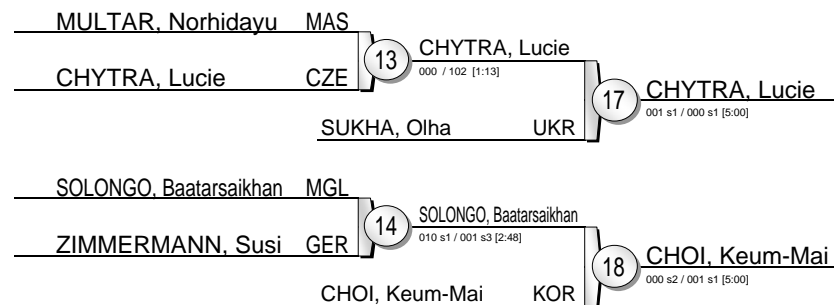 MULTAR, Norhidayu MAS
13 CHYTRA, Lucie
000 / 102 [1:13]
CHYTRA, Lucie CZE
17 CHYTRA, Lucie
001 s1 / 000 s1 [5:00]
SUKHA, Olha UKR
SOLONGO, Baatarsaikhan MGL
14 SOLONGO, Baatarsaikhan
010 s1 / 001 s3 [2:48]
ZIMMERMANN, Susi GER
18 CHOI, Keum-Mai
000 s2 / 001 s1 [5:00]
CHOI, Keum-Mai KOR